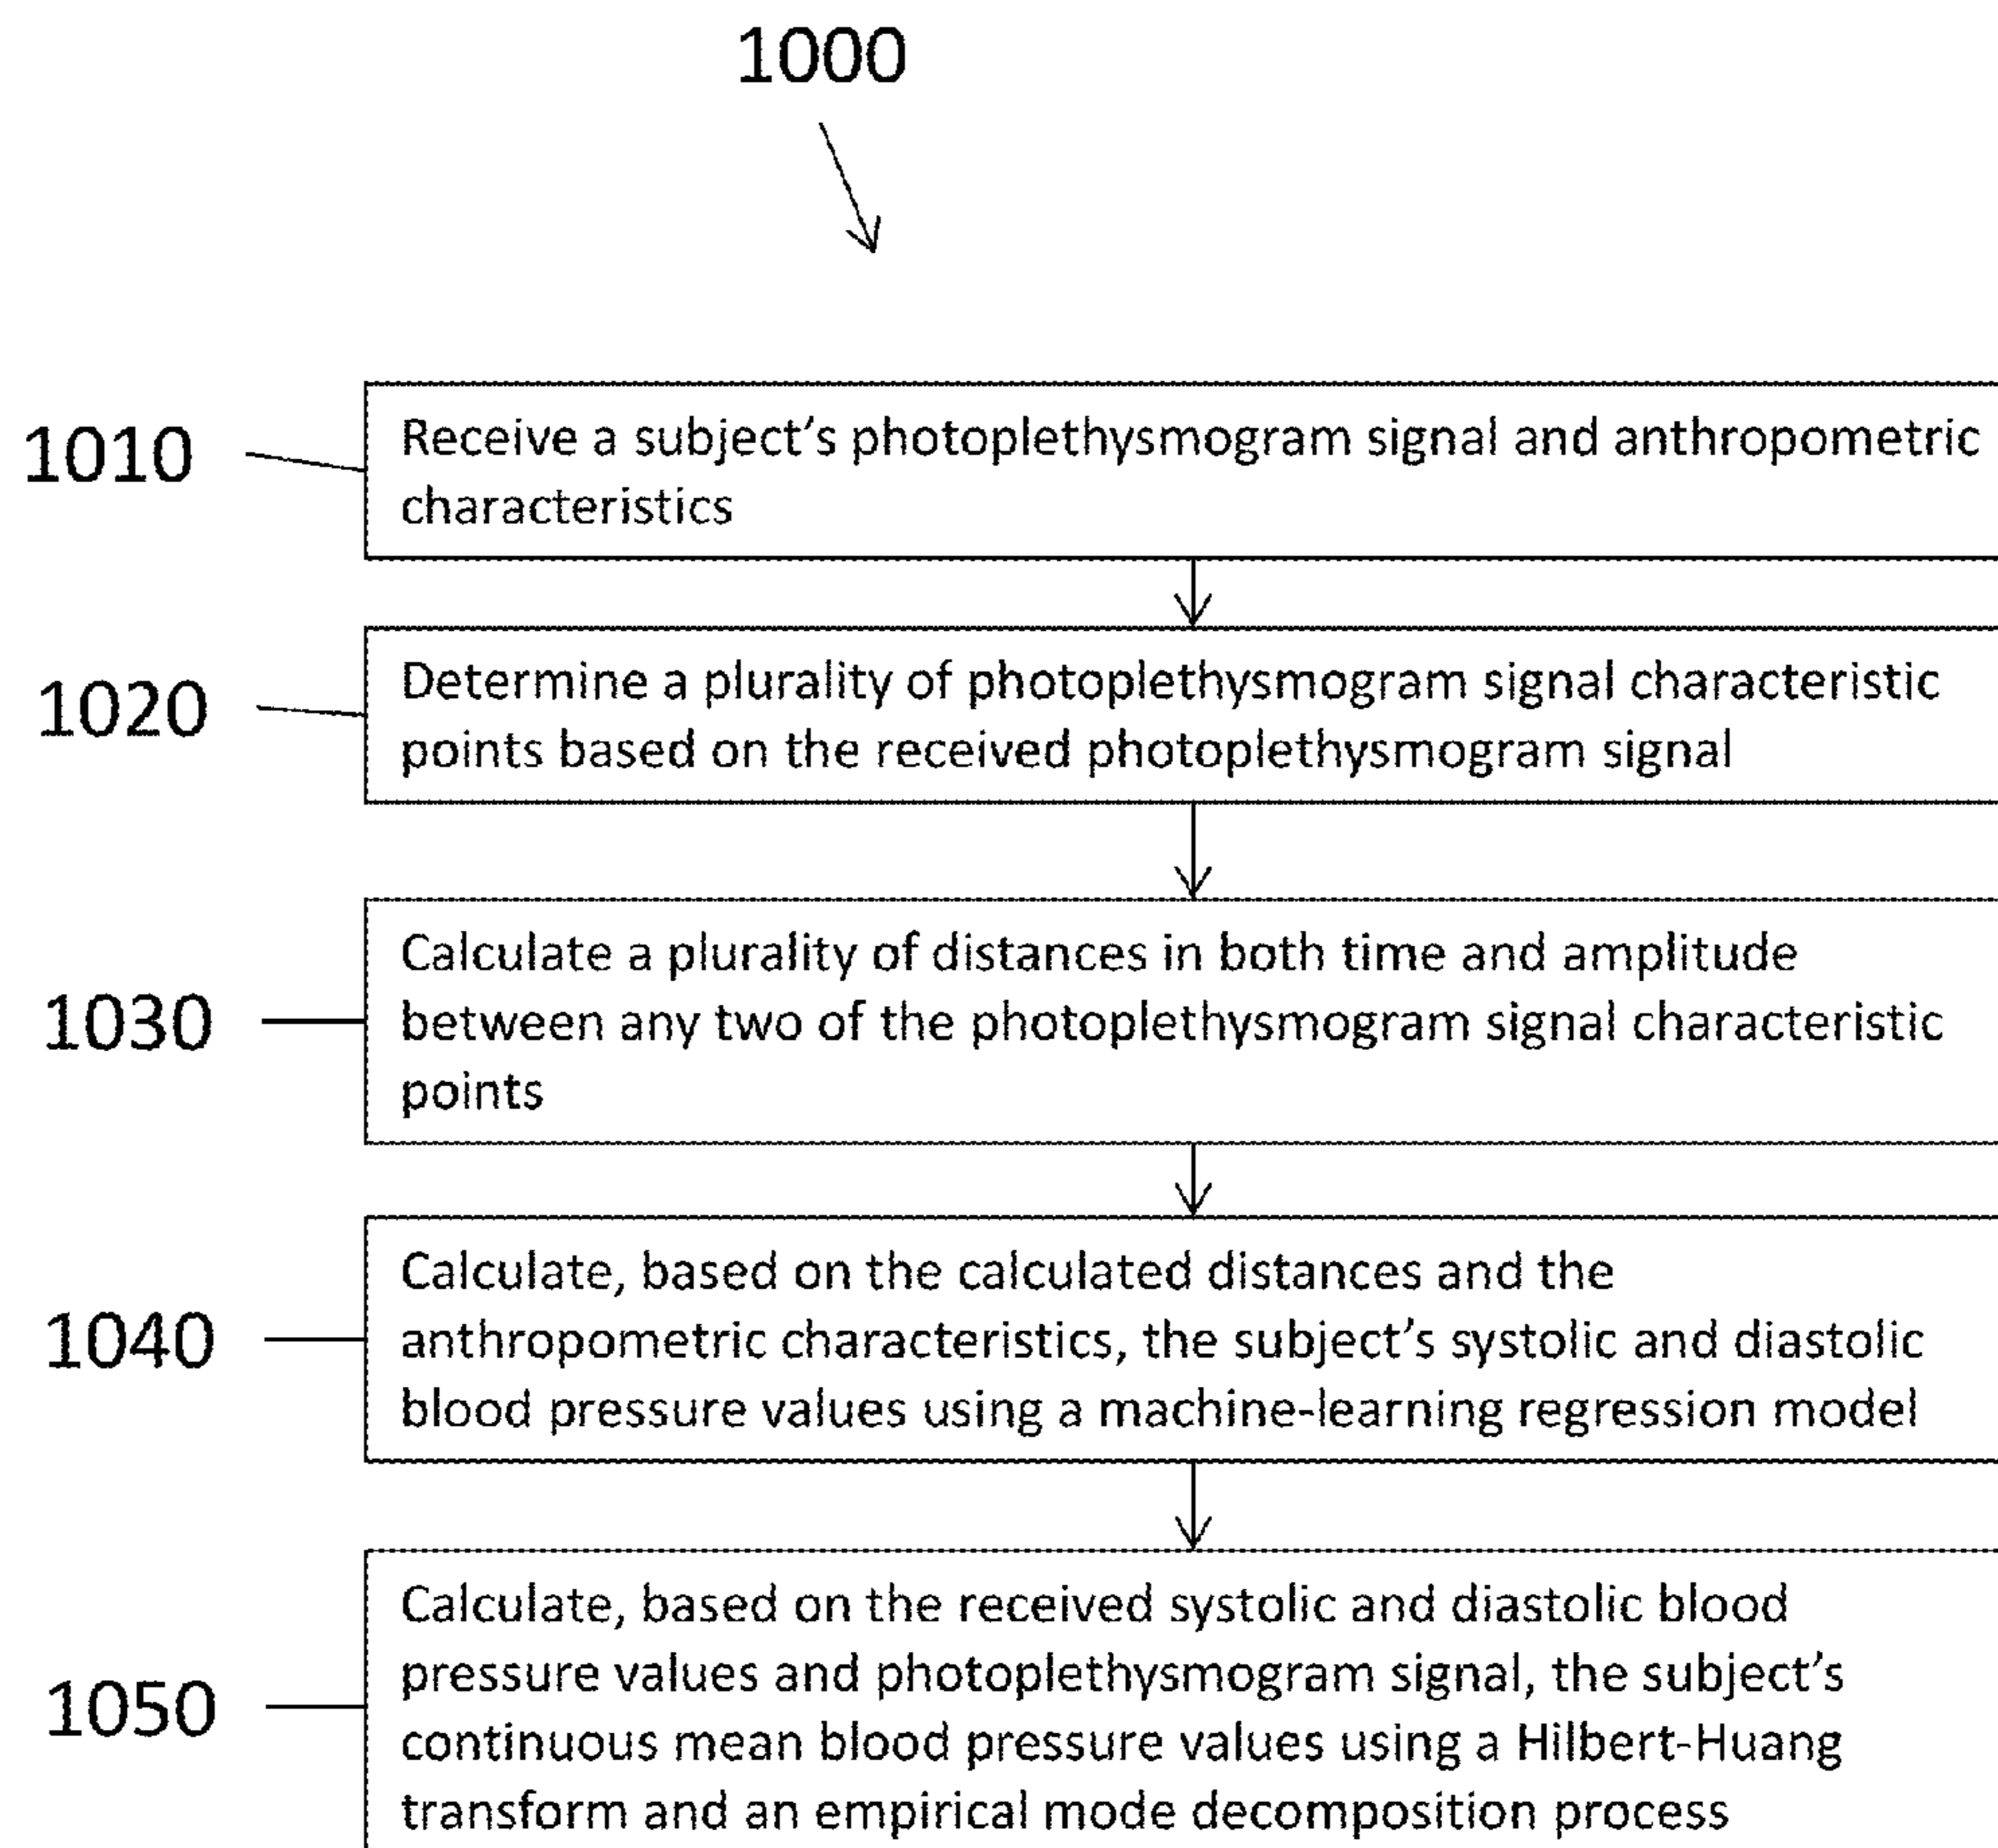 1000
1010
Receive a subject's photoplethysmogram signal and anthropometric
characteristics
1020
Determine a plurality of photoplethysmogram signal characteristic
points based on the received photoplethysmogram signal
1030
Calculate a plurality of distances in both time and amplitude
between any two of the photoplethysmogram signal characteristic
points
1040
Calculate, based on the calculated distances and the
anthropometric characteristics, the subject's systolic and diastolic
blood pressure values using a machine-learning regression model
1050
Calculate, based on the received systolic and diastolic blood
pressure values and photoplethysmogram signal, the subject's
continuous mean blood pressure values using a Hilbert-Huang
transform and an empirical mode decomposition process